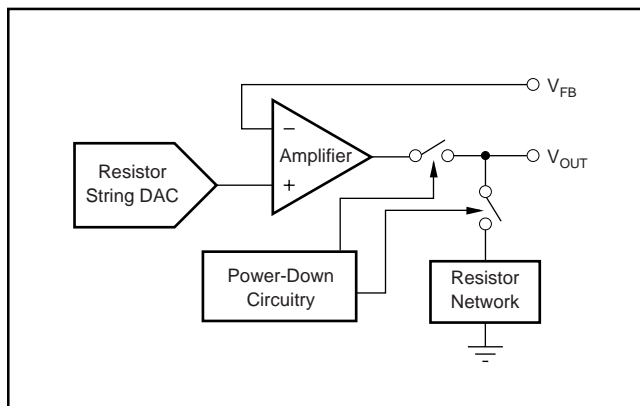 V_FB
−
Amplifier
V_OUT
Resistor
String DAC
+
Power-Down
Circuitry
Resistor
Network